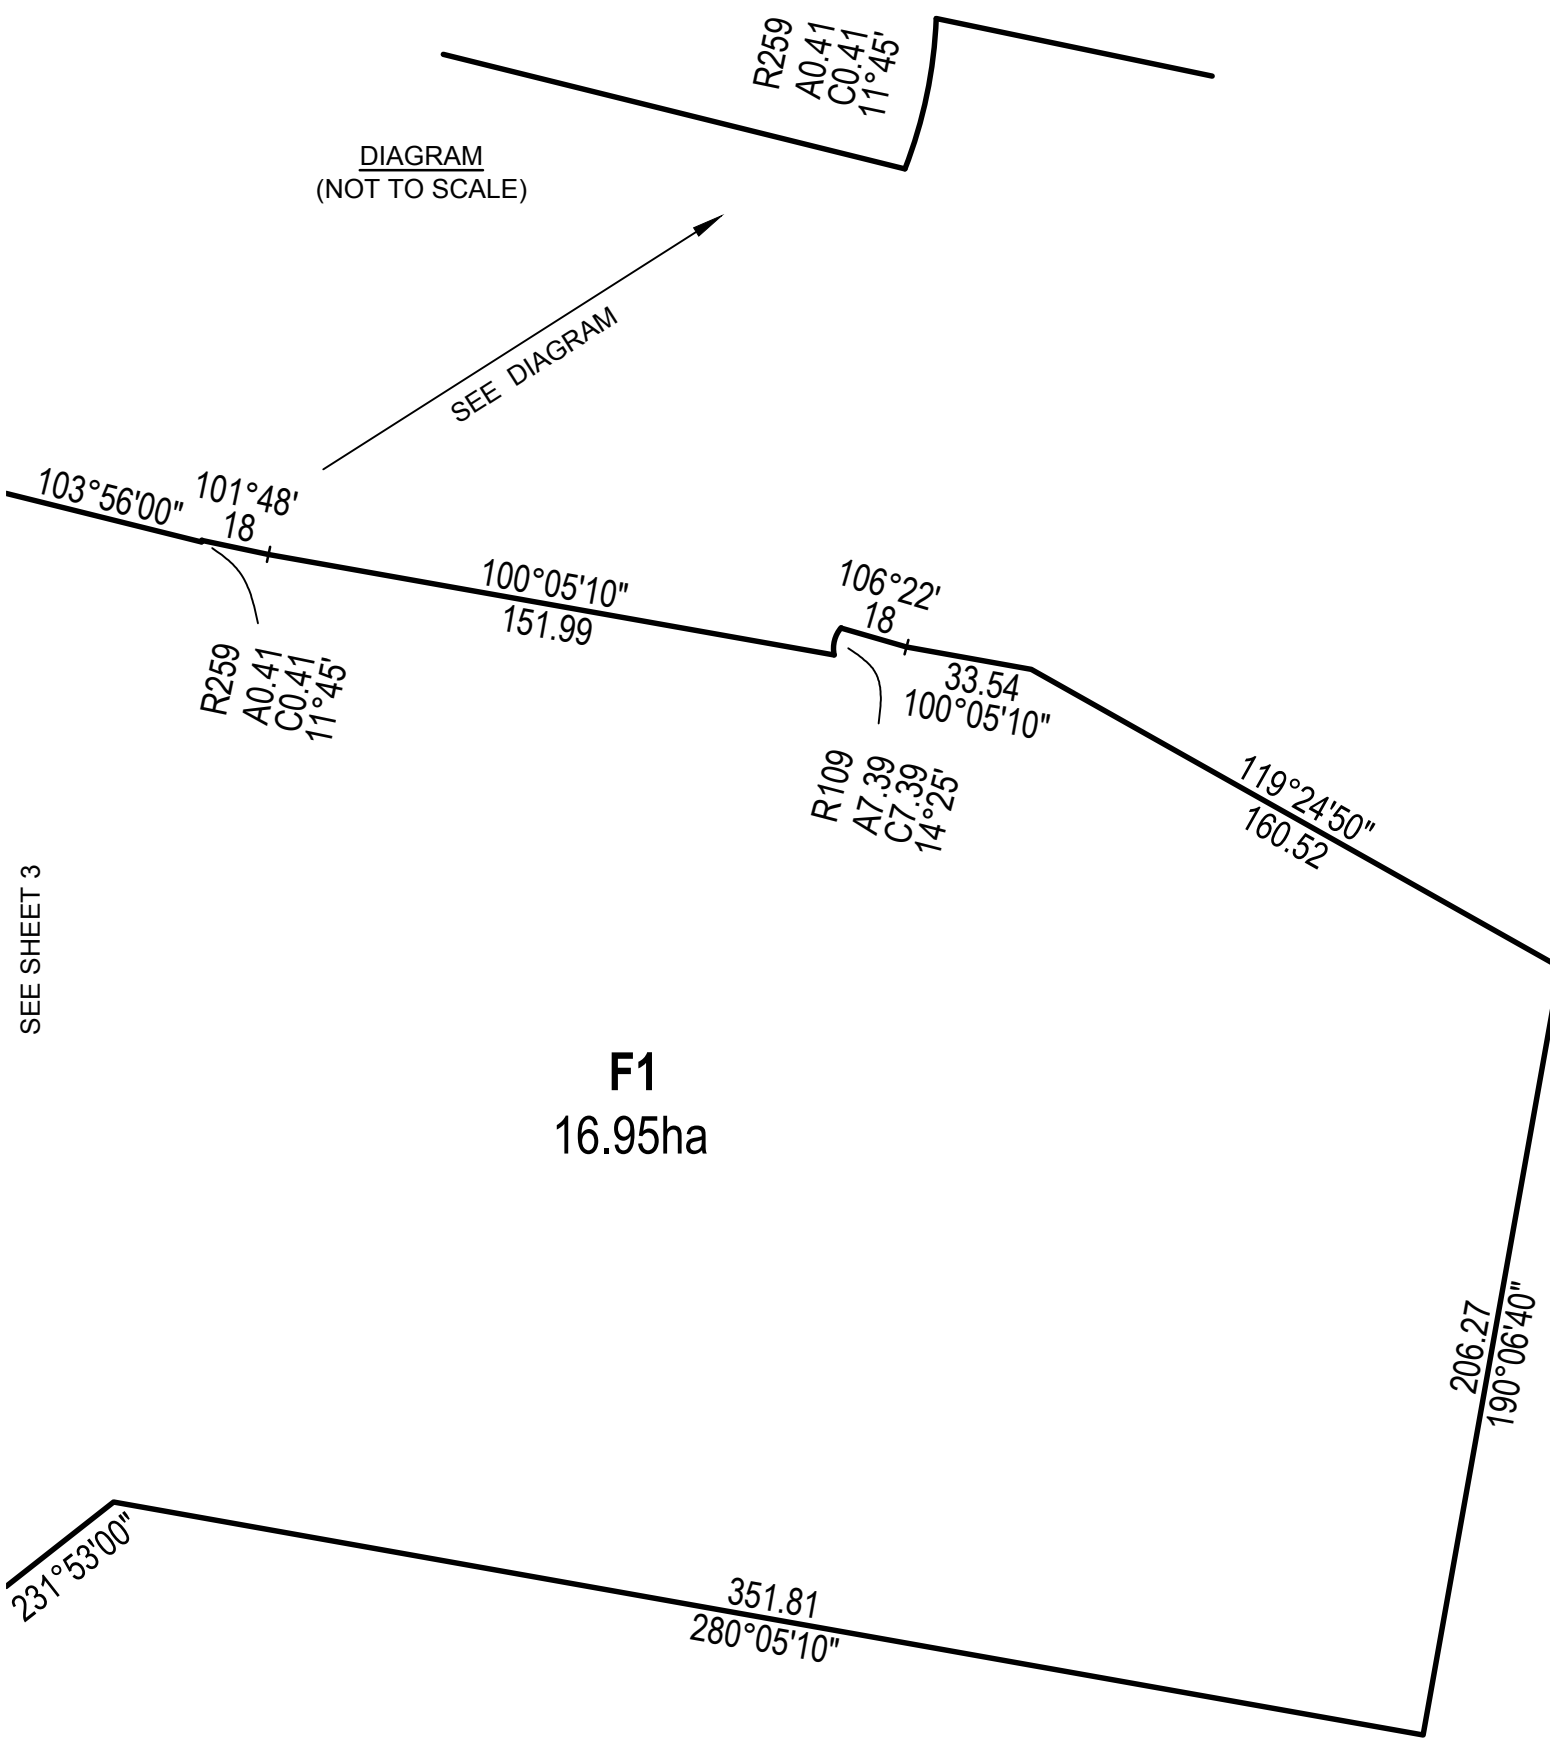 R259
A0.41
C0.41
11°45'
DIAGRAM
(NOT TO SCALE)
SEE DIAGRAM
103°56'00"
101°48'
18
R259
A0.41
C0.41
11°45'
100°05'10"
151.99
106°22'
18
33.54
100°05'10"
R109
A7.39
C7.39
14°25'
119°24'50"
160.52
SEE SHEET 3
F1
16.95ha
206.27
190°06'40"
231°53'00"
351.81
280°05'10"